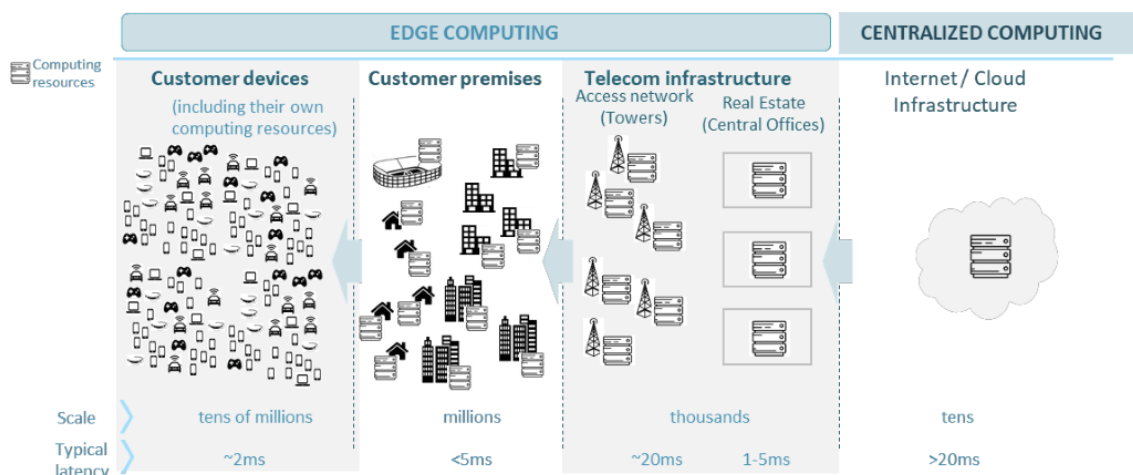 EDGE COMPUTING
CENTRALIZED COMPUTING
Computing
resources
Customer devices
(including their own
computing resources)
Customer premises
Telecom infrastructure
Access network
(Towers)
Real Estate
(Central Offices)
Internet / Cloud
Infrastructure
Scale
tens of millions
millions
thousands
tens
Typical
latency
~2ms
<5ms
~20ms
1-5ms
>20ms